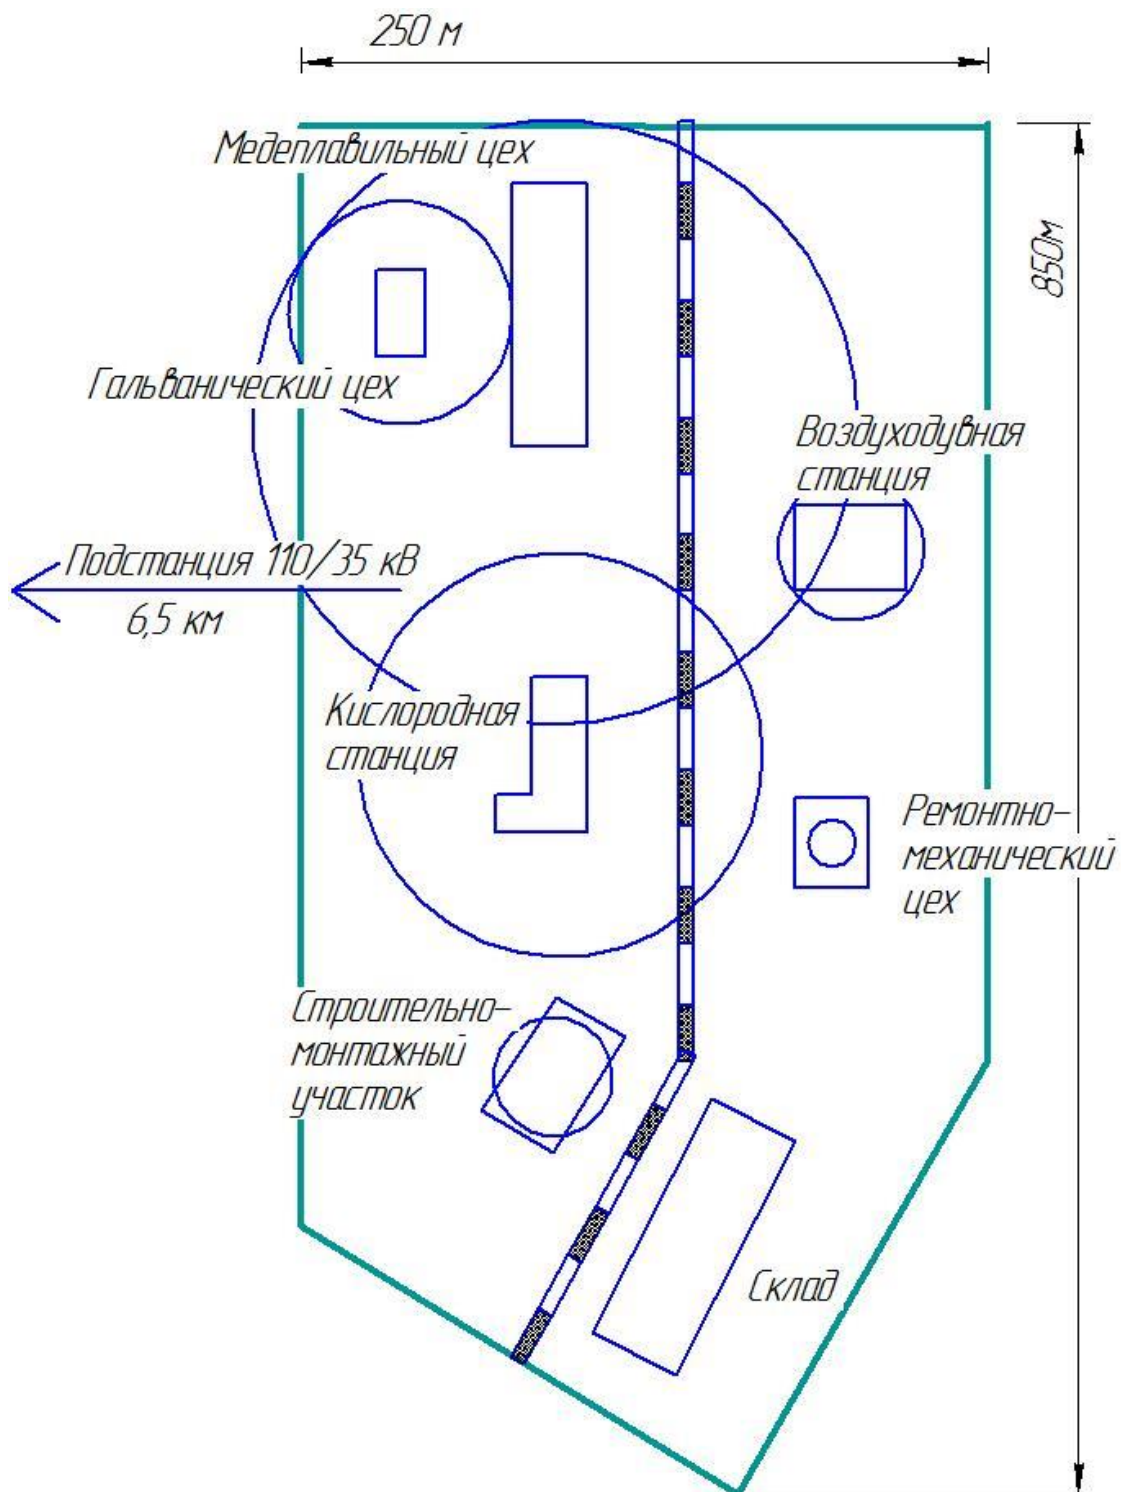 250 м
Медеплавильный цех
850м
Гальванический цех
Воздуходувная
станция
Подстанция 110/35 кВ
6,5 км
Кислородная
станция
Ремонтно-
механический
цех
Строительно-
монтажный
участок
Склад